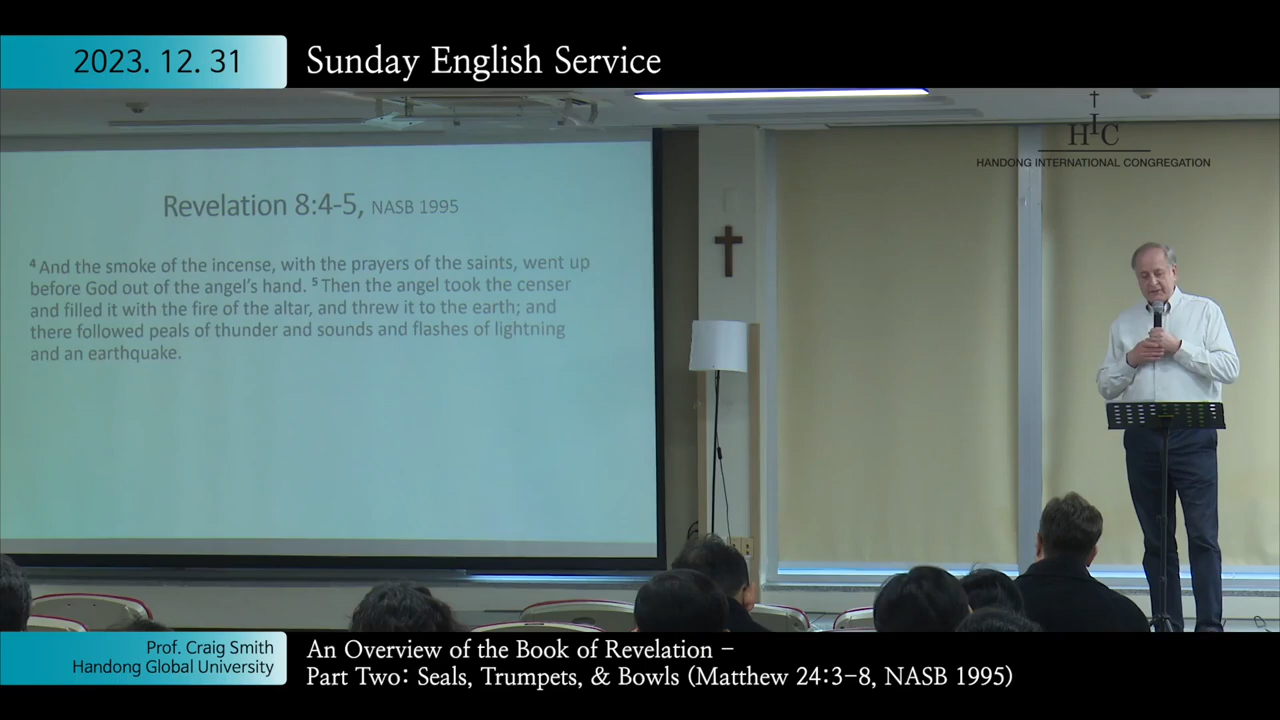 2023. 12. 31
Sunday English Service
HIC
HANDONG INTERNATIONAL CONGREGATION
Revelation 8:4-5, NASB 1995
4 And the smoke of the incense, with the prayers of the saints, went up
before God out of the angel's hand. 5 Then the angel took the censer
and filled it with the fire of the altar, and threw it to the earth; and
there followed peals of thunder and sounds and flashes of lightning
and an earthquake.
Prof. Craig Smith
Handong Global University
An Overview of the Book of Revelation –
Part Two: Seals, Trumpets, & Bowls (Matthew 24:3-8, NASB 1995)